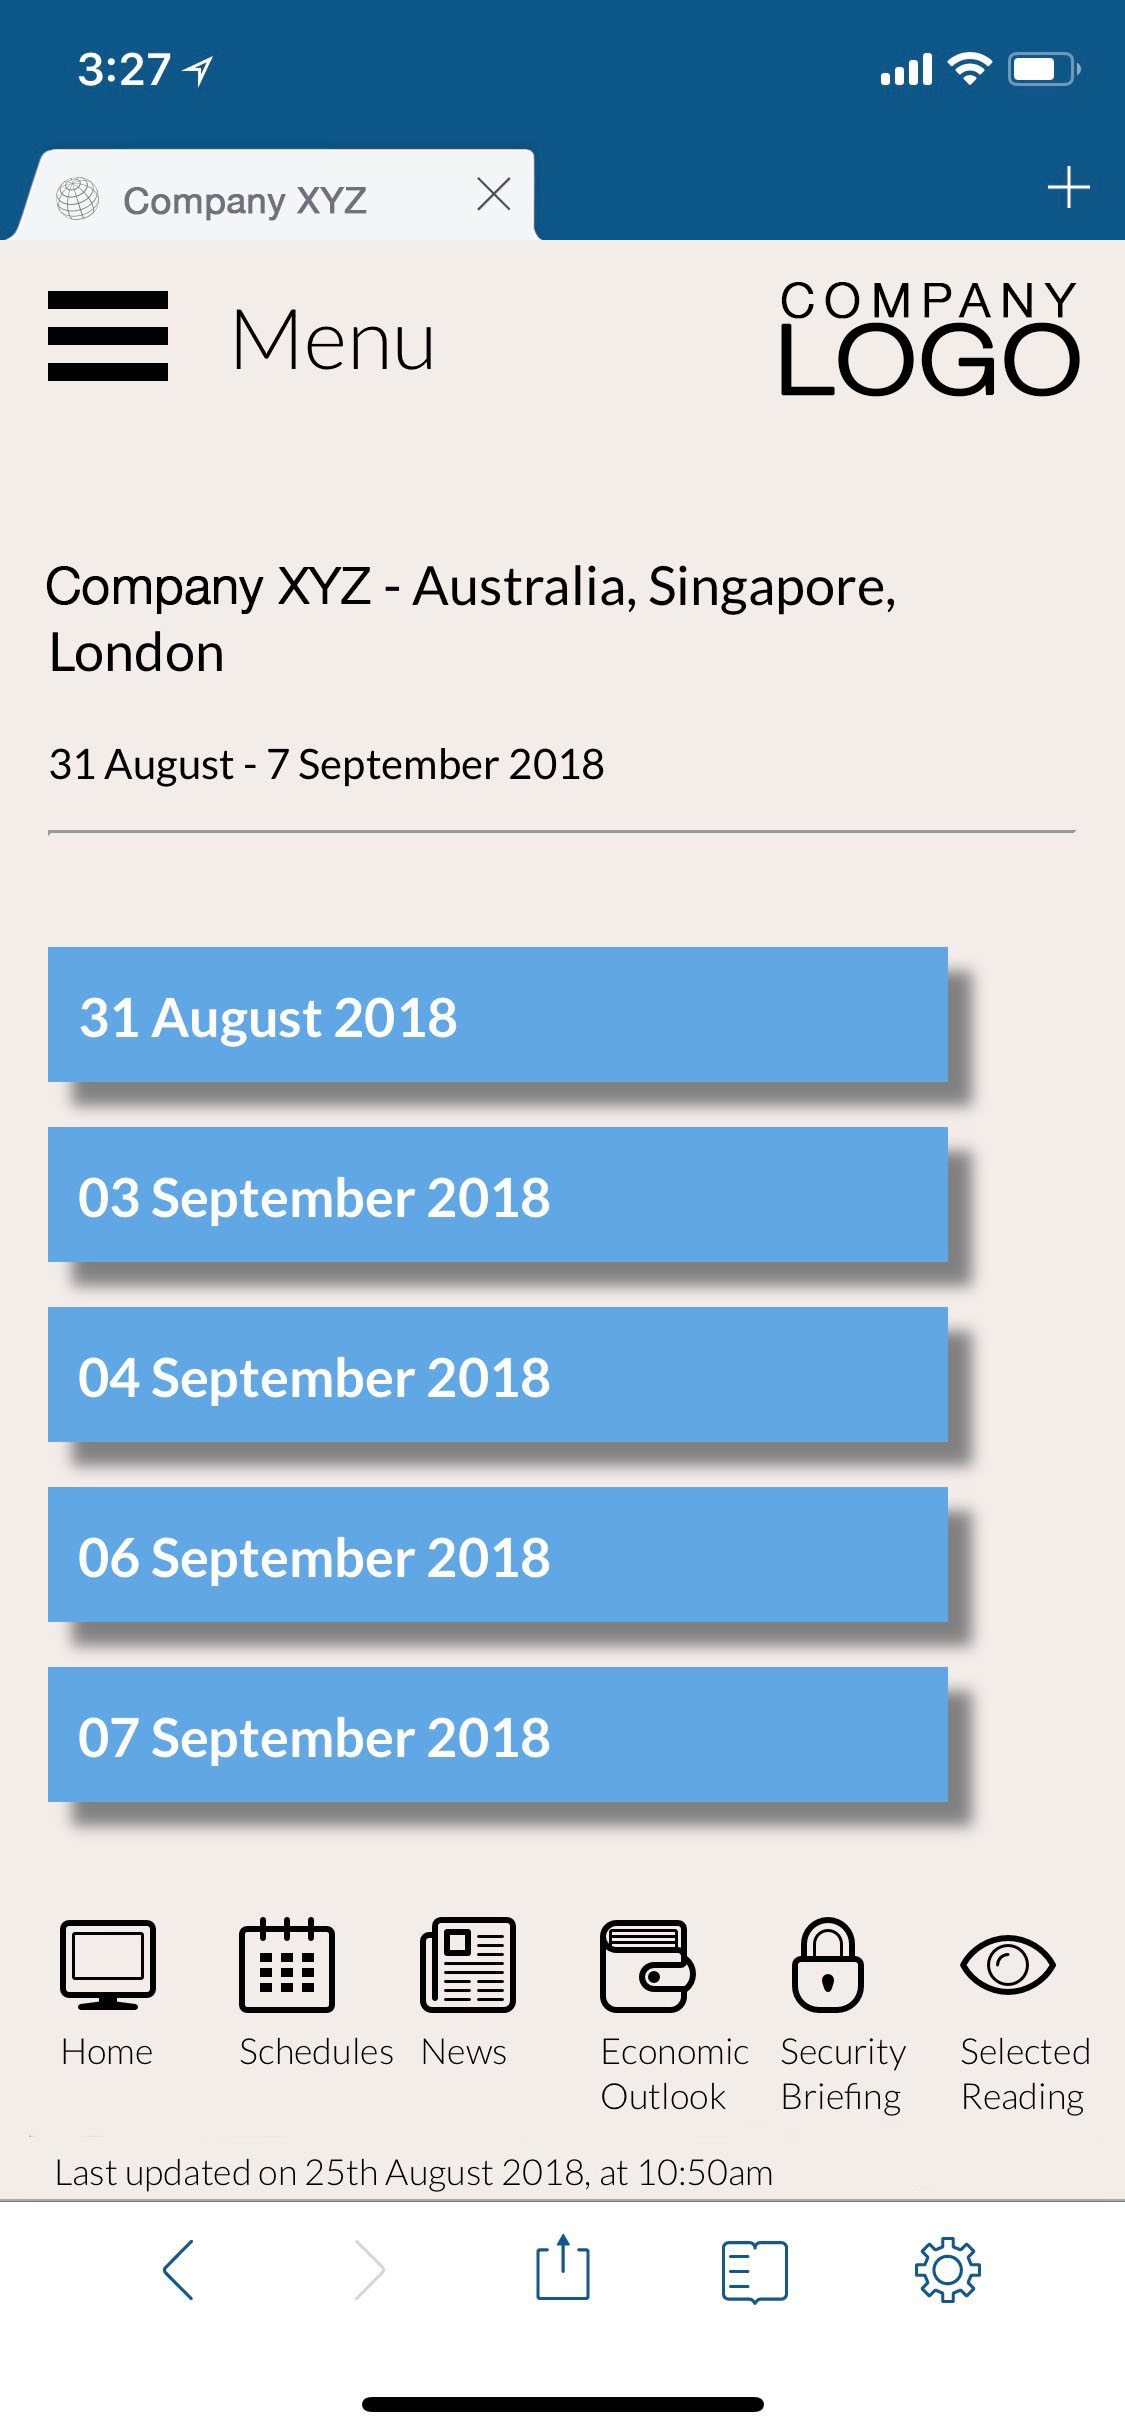 3:27
Company XYZ
Menu
COMPANY
LOGO
Company XYZ - Australia, Singapore,
London
31 August - 7 September 2018
31 August 2018
03 September 2018
04 September 2018
06 September 2018
07 September 2018
Home Schedules News Economic Security Selected
Outlook Briefing Reading
Last updated on 25th August 2018, at 10:50am